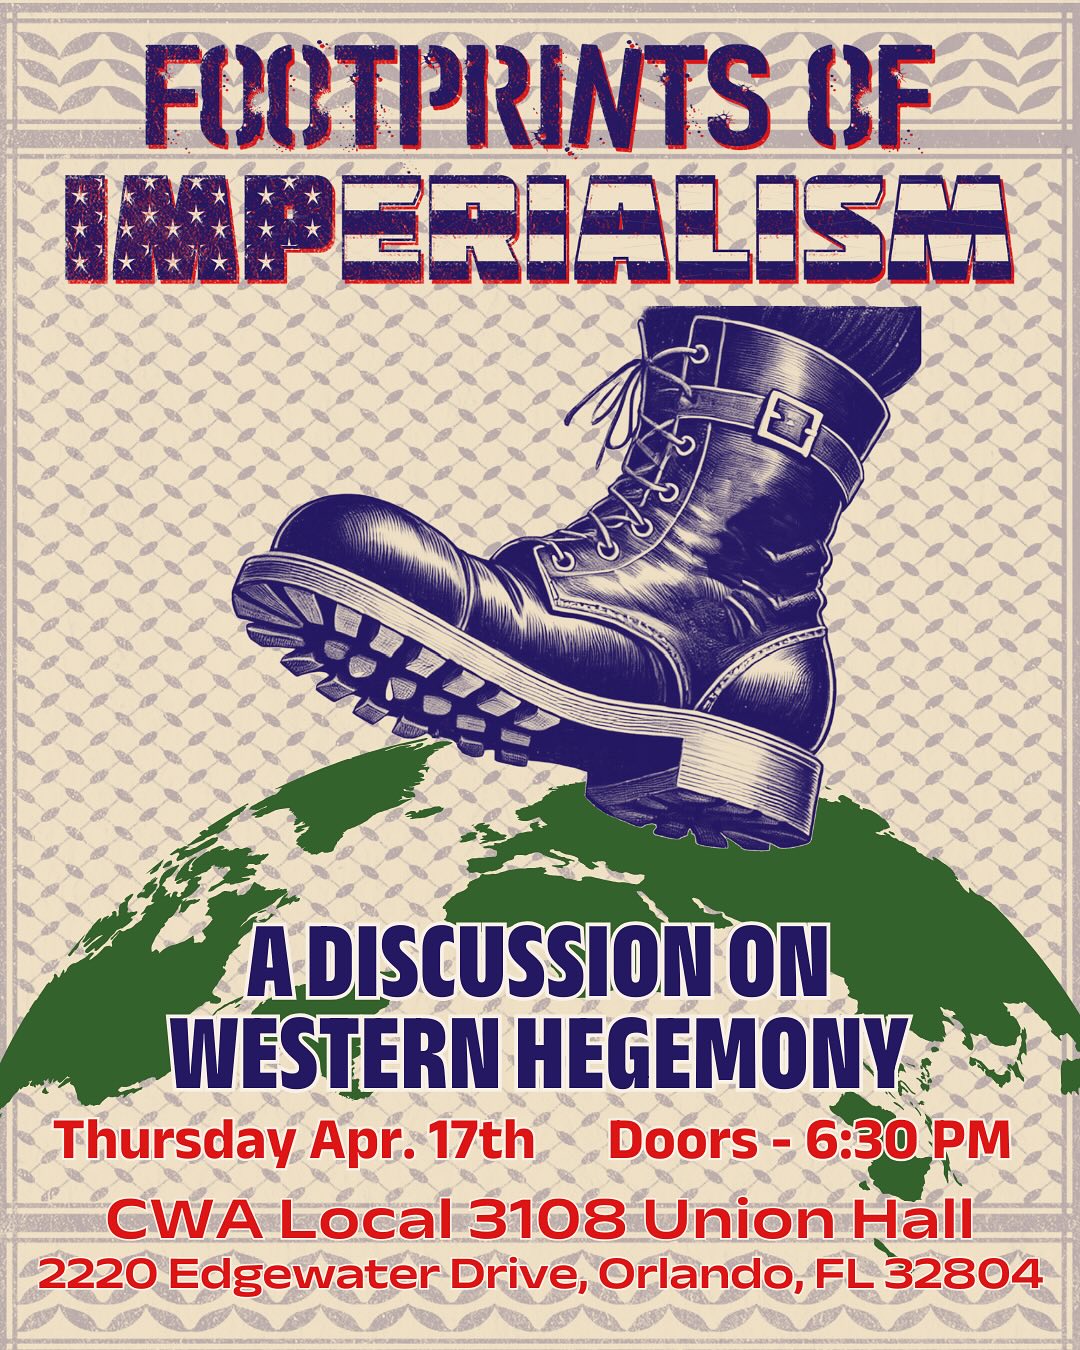 FOOTPRINTS OF
IMPERIALISM
A DISCUSSION ON
WESTERN HEGEMONY
Thursday Apr. 17th Doors - 6:30 PM
CWA Local 3108 Union Hall
2220 Edgewater Drive, Orlando, FL 32804